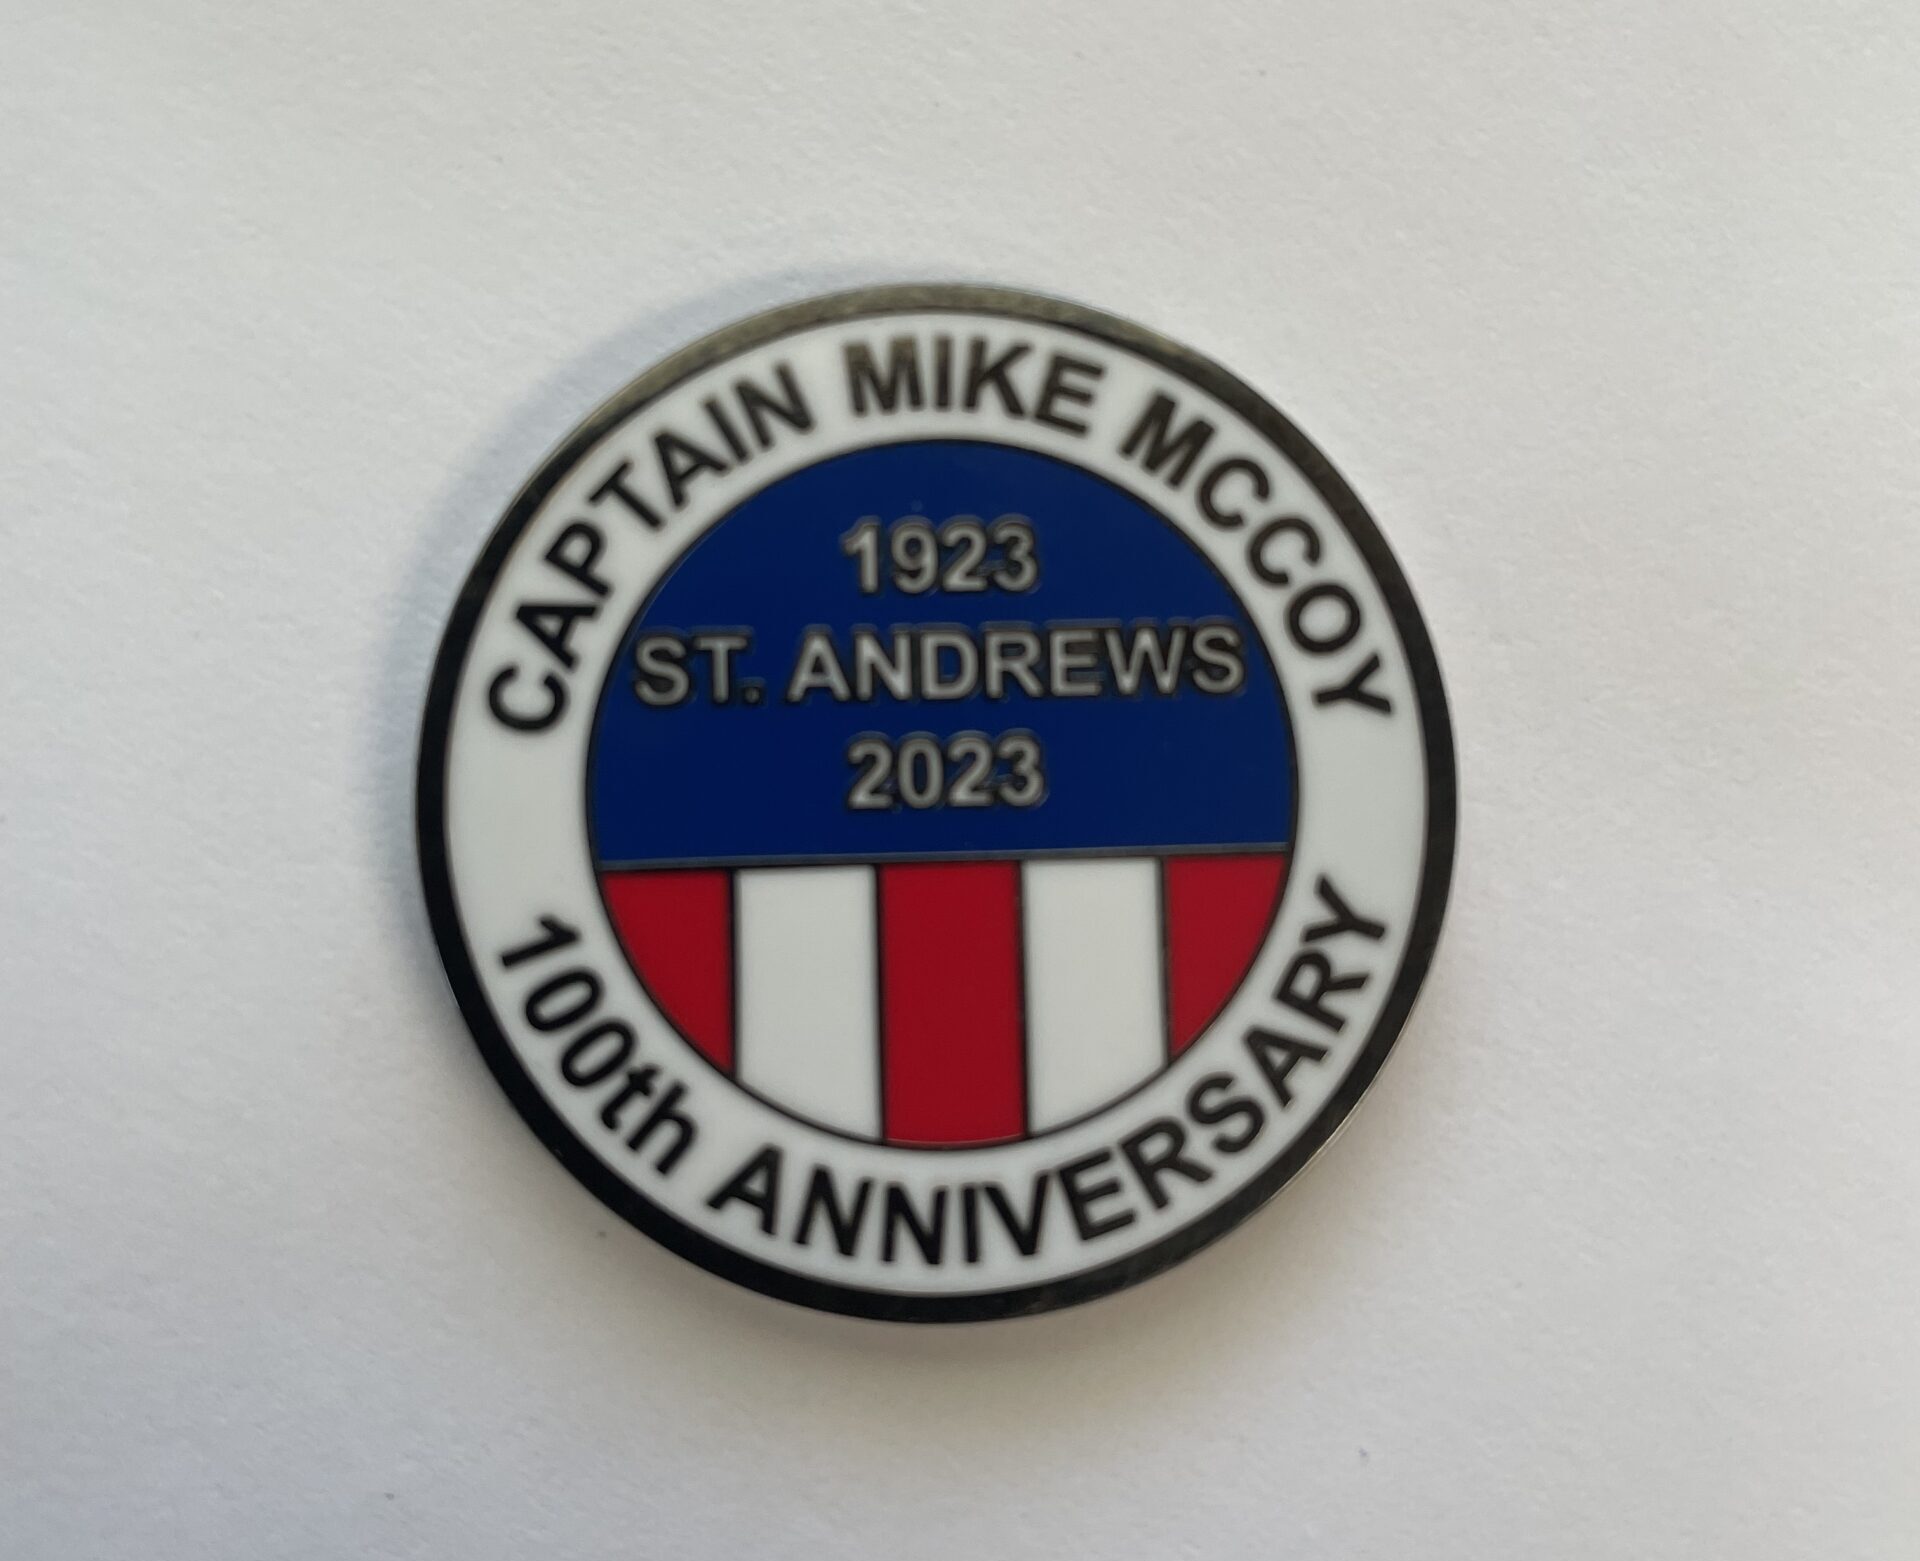 CAPTAIN MIKE MCCOY
1923
ST. ANDREWS
2023
100th ANNIVERSARY